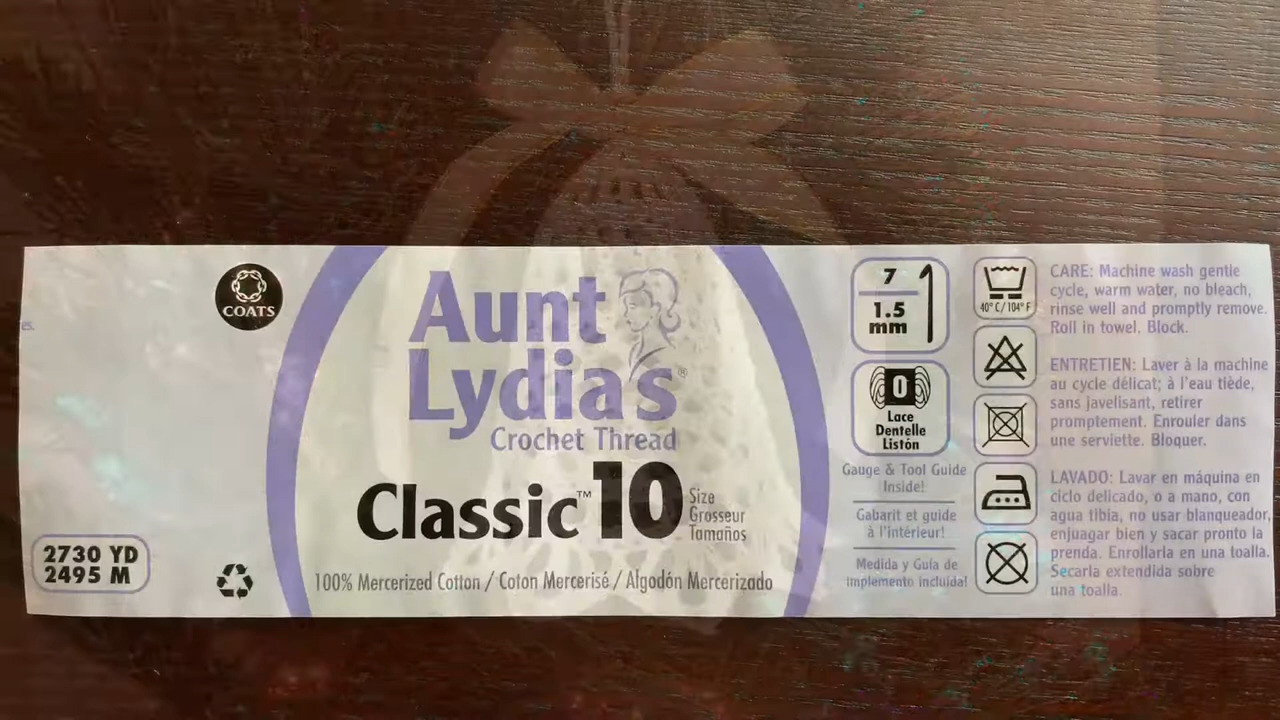 es.
COATS
2730 YD
2495 M
Aunt
Lydia's®
Crochet Thread
Classic™ 10
Size
Grosseur
Tamaños
100% Mercerized Cotton / Coton Mercerisé / Algodón Mercerizado
7
1.5
mm
0
Lace
Dentelle
Listón
Gauge & Tool Guide
Inside!
Gabarit et guide
à l'intérieur!
Medida y Guía de
implemento incluida!
40° C/104° F
CARE: Machine wash gentle
cycle, warm water, no bleach,
rinse well and promptly remove.
Roll in towel. Block.
ENTRETIEN: Laver à la machine
au cycle délicat; à l'eau tiède,
sans javelisant, retirer
promptement. Enrouler dans
une serviette. Bloquer.
LAVADO: Lavar en máquina en
ciclo delicado, o a mano, con
agua tibia, no usar blanqueador,
enjuagar bien y sacar pronto la
prenda. Enrollarla en una toalla.
Secarla extendida sobre
una toalla.